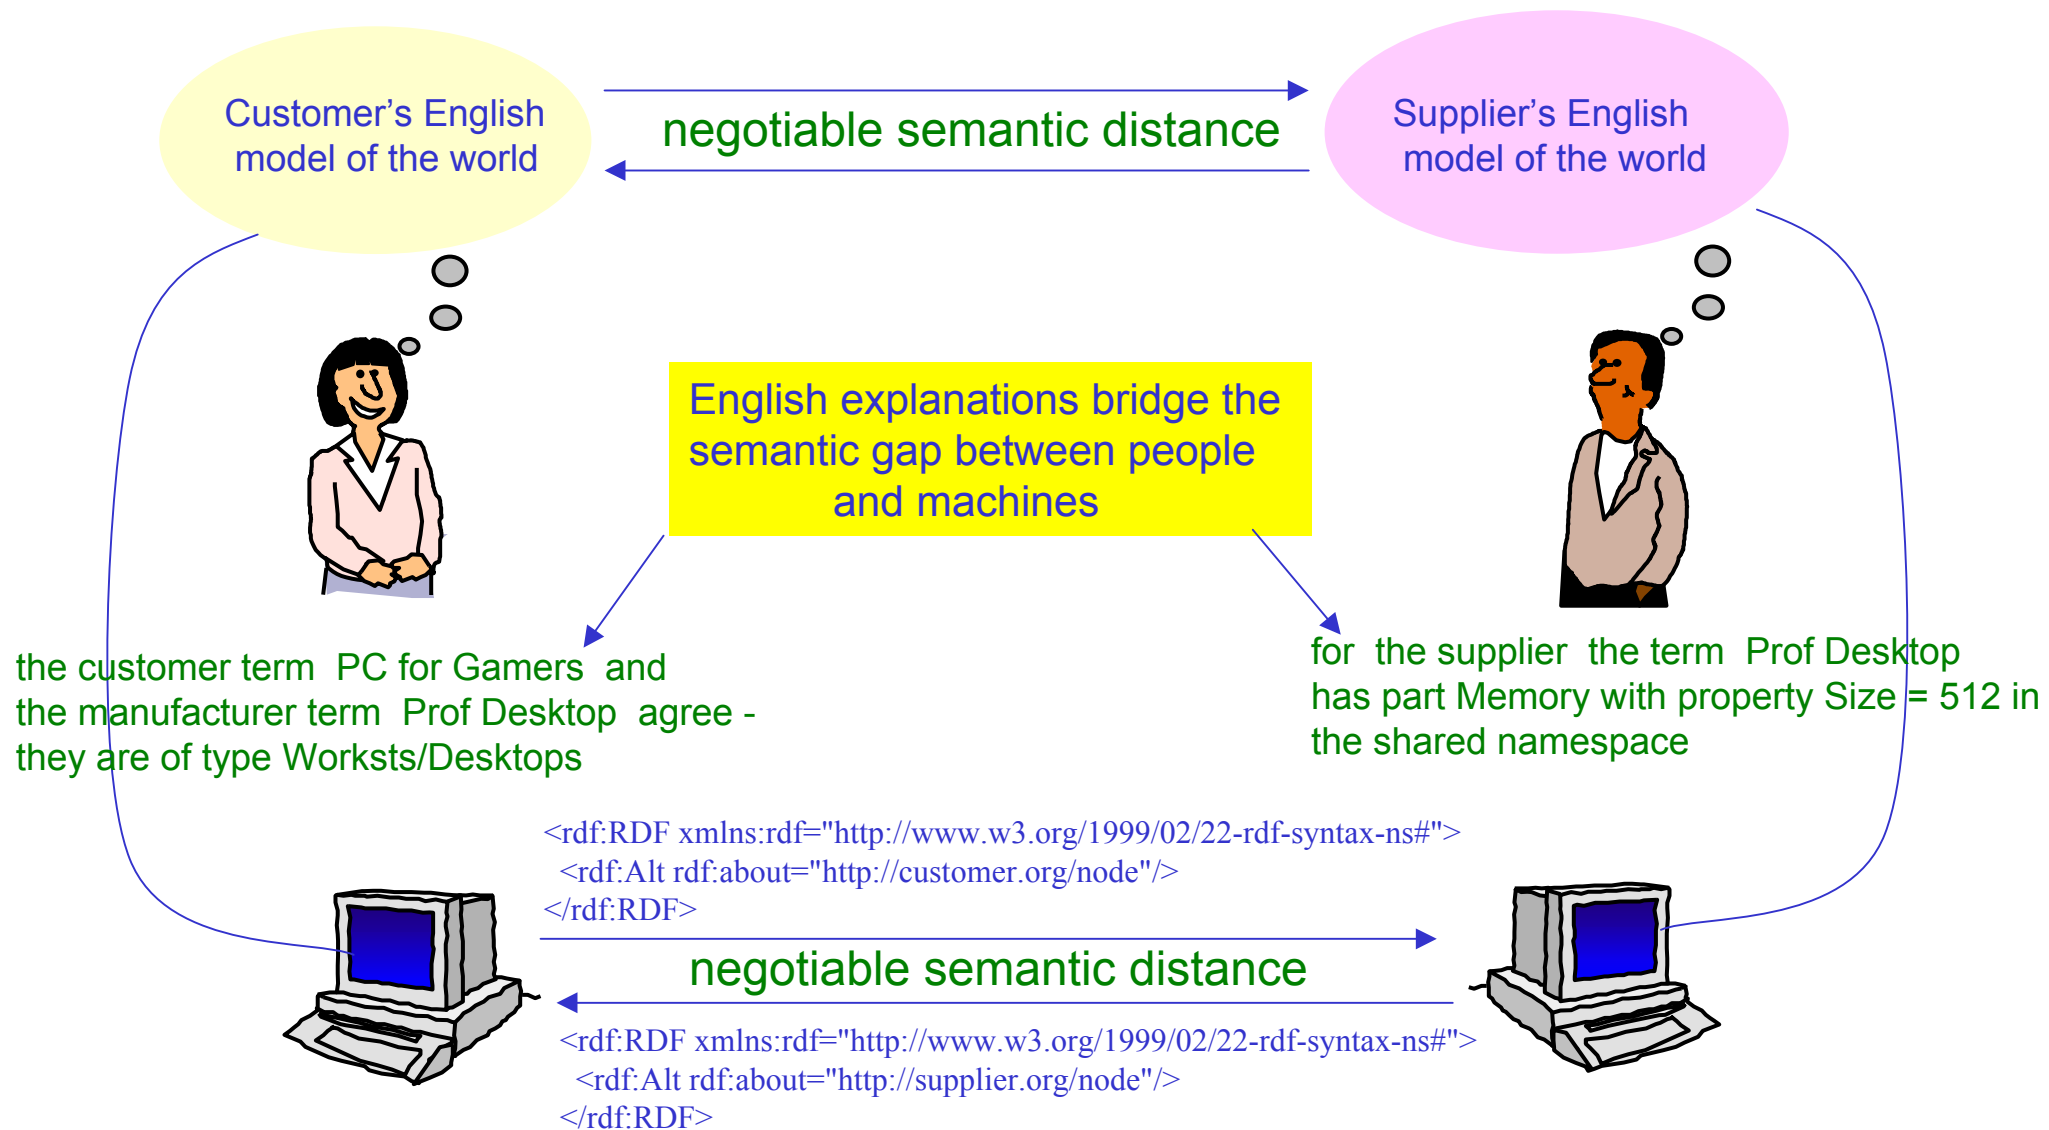 Customer's English
model of the world
negotiable semantic distance
Supplier's English
model of the world
English explanations bridge the
semantic gap between people
and machines
the customer term PC for Gamers and
the manufacturer term Prof Desktop agree -
they are of type Worksts/Desktops
for the supplier the term Prof Desktop
has part Memory with property Size = 512 in
the shared namespace
<rdf:RDF xmlns:rdf="http://www.w3.org/1999/02/22-rdf-syntax-ns#">
<rdf:Alt rdf:about="http://customer.org/node"/>
</rdf:RDF>
negotiable semantic distance
<rdf:RDF xmlns:rdf="http://www.w3.org/1999/02/22-rdf-syntax-ns#">
<rdf:Alt rdf:about="http://supplier.org/node"/>
</rdf:RDF>